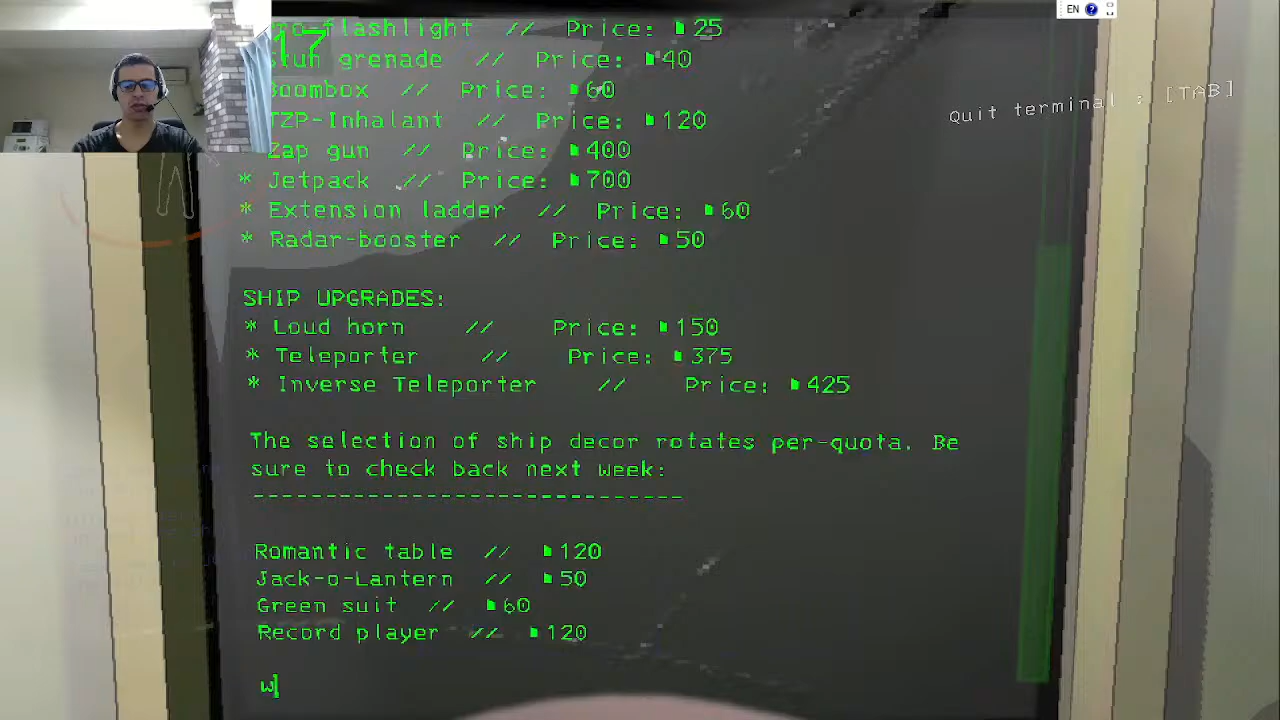 EN
17
-flashlight // Price: ▮25
Stun grenade // Price: ▮40
Boombox // Price: ▮60
TZP-Inhalant // Price: ▮120
Zap gun // Price: ▮400
* Jetpack // Price: ▮700
* Extension ladder // Price: ▮60
* Radar-booster // Price: ▮50
SHIP UPGRADES:
* Loud horn // Price: ▮150
* Teleporter // Price: ▮375
* Inverse Teleporter // Price: ▮425
The selection of ship decor rotates per-quota. Be
sure to check back next week:
------------------------------
Romantic table // ▮120
Jack-o-Lantern // ▮50
Green suit // ▮60
Record player // ▮120
w
Quit terminal : [TAB]